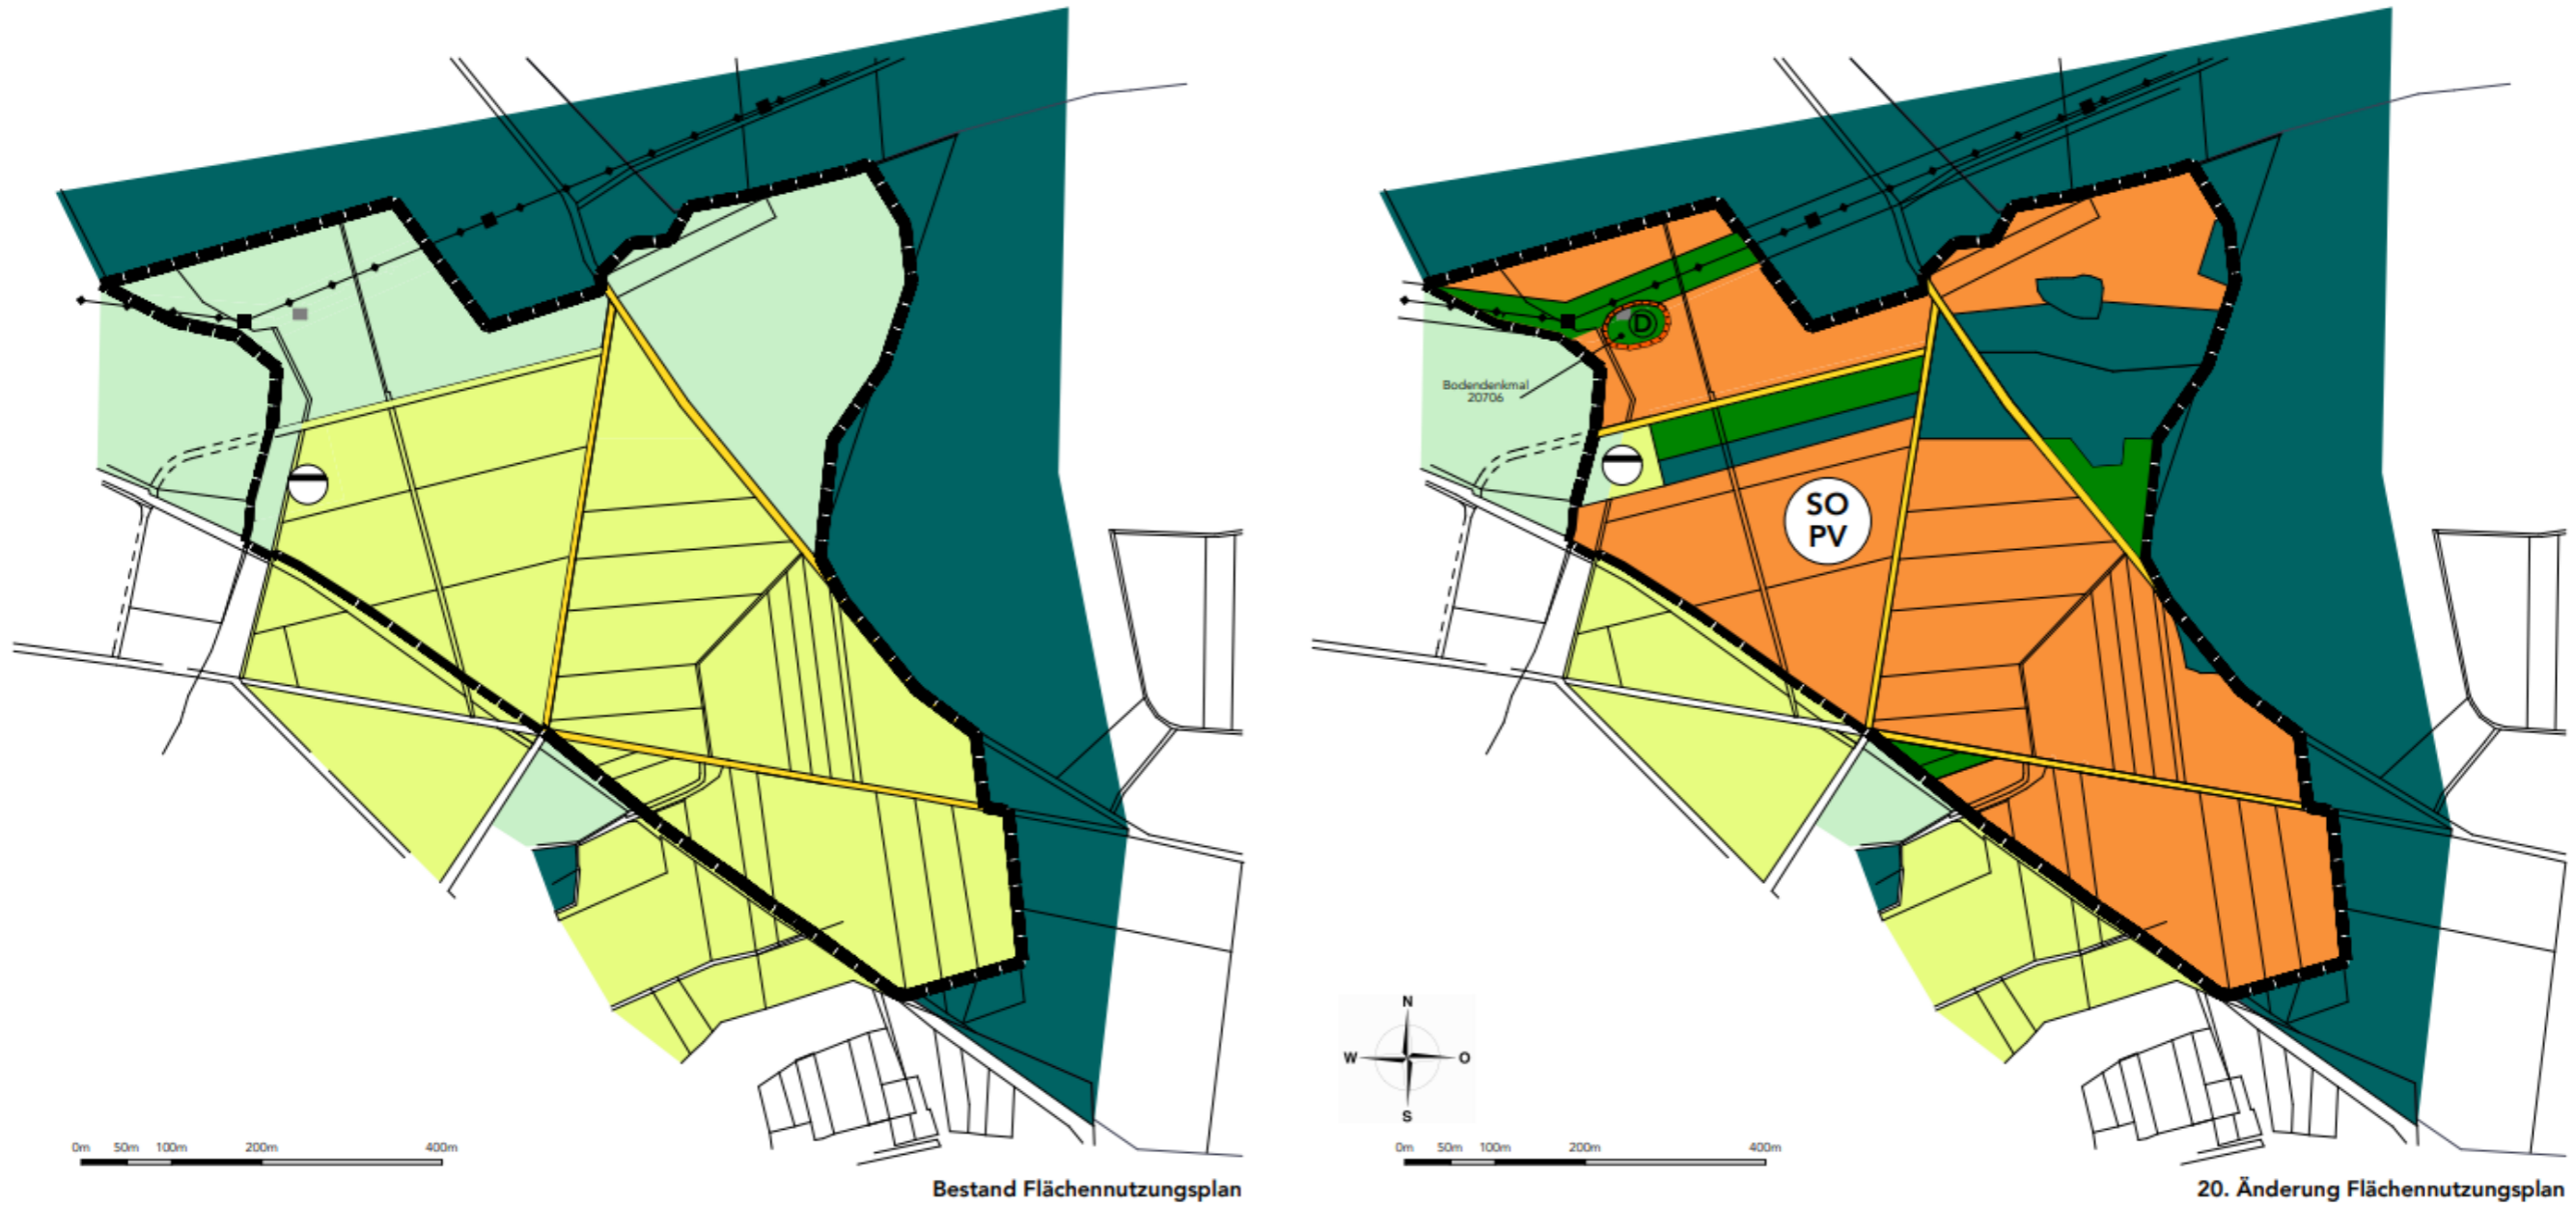 0m 50m 100m 200m 400m
Bestand Flächennutzungsplan
D
Bodendenkmal
20706
SO
PV
N
W O
S
0m 50m 100m 200m 400m
20. Änderung Flächennutzungsplan